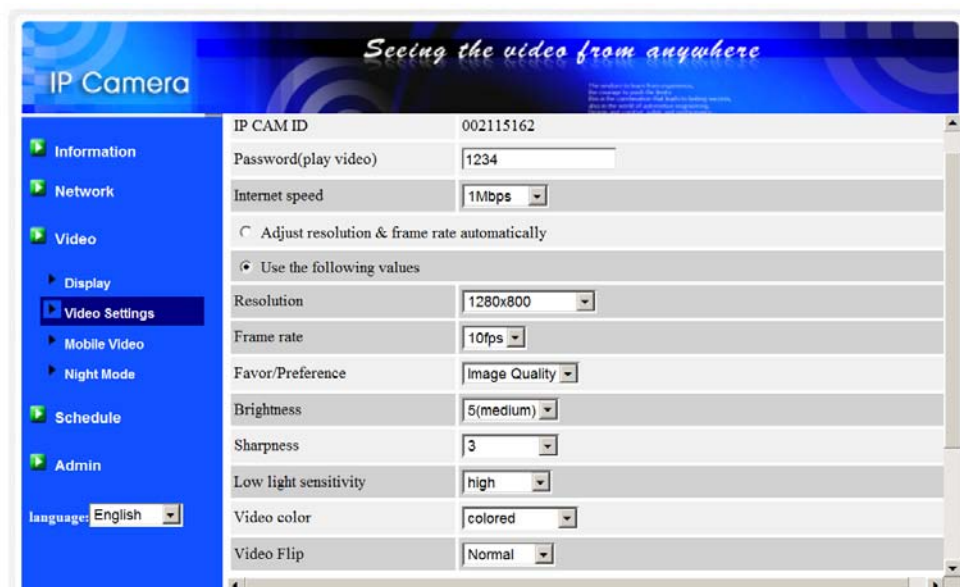 Seeing the video from anywhere
IP Camera
Information
Network
Video
Display
Video Settings
Mobile Video
Night Mode
Schedule
Admin
language: English
IP CAM ID 002115162
Password(play video) 1234
Internet speed 1Mbps
Adjust resolution & frame rate automatically
Use the following values
Resolution 1280x800
Frame rate 10fps
Favor/Preference Image Quality
Brightness 5(medium)
Sharpness 3
Low light sensitivity high
Video color colored
Video Flip Normal